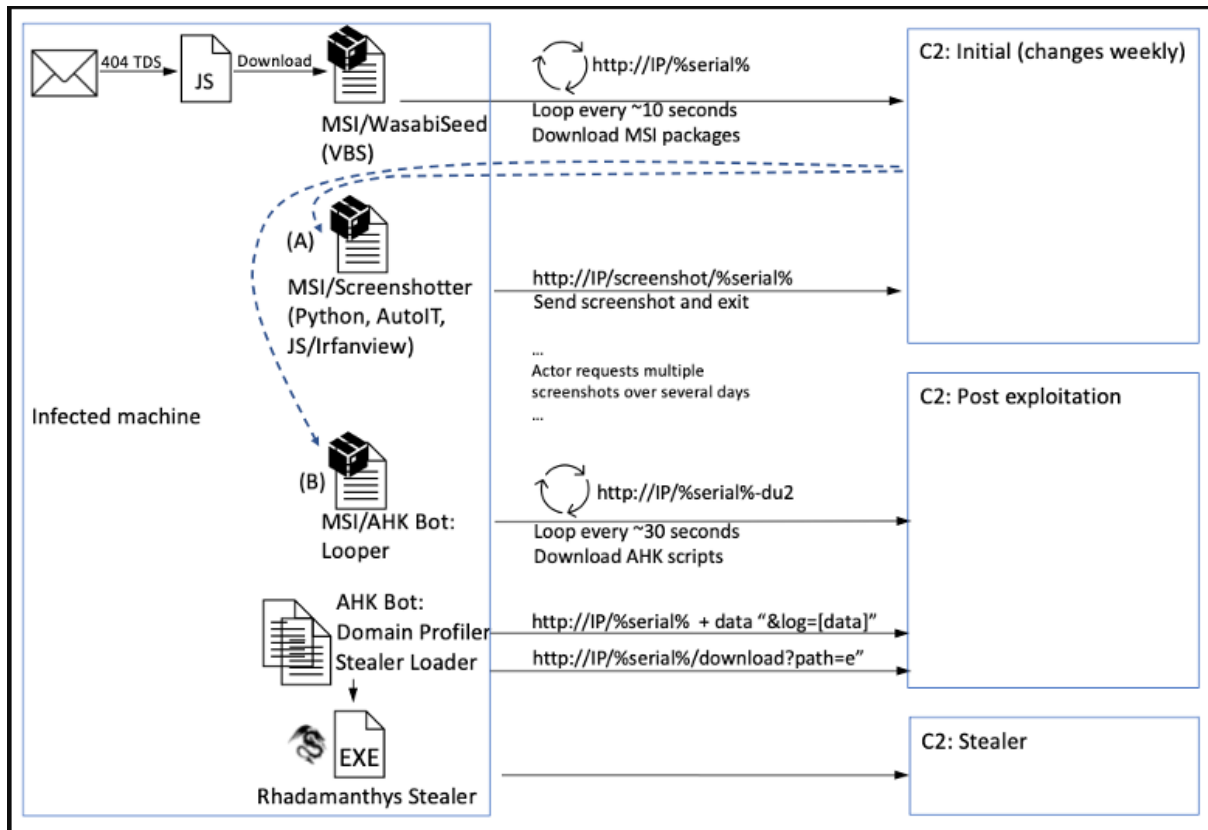 404 TDS
JS
Download
MSI/WasabiSeed
(VBS)
http://IP/%serial%
Loop every ~10 seconds
Download MSI packages
C2: Initial (changes weekly)
(A)
MSI/Screenshotter
(Python, AutoIT,
JS/Irfanview)
http://IP/screenshot/%serial%
Send screenshot and exit
...
Actor requests multiple
screenshots over several days
...
Infected machine
C2: Post exploitation
(B)
MSI/AHK Bot:
Looper
http://IP/%serial%-du2
Loop every ~30 seconds
Download AHK scripts
AHK Bot:
Domain Profiler
Stealer Loader
http://IP/%serial% + data “&log=[data]”
http://IP/%serial%/download?path=e”
EXE
Rhadamanthys Stealer
C2: Stealer